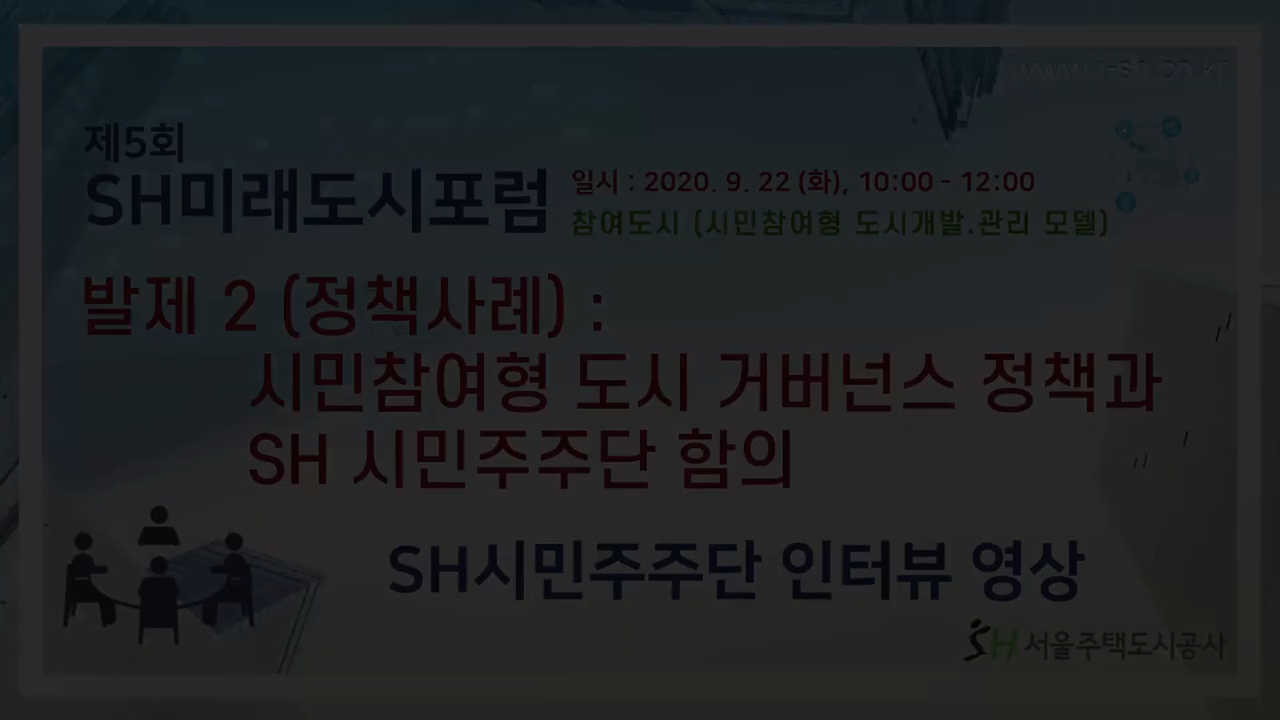 www.i-sh.co.kr
제5회
SH미래도시포럼
일시 : 2020. 9. 22 (화), 10:00 - 12:00
참여도시 (시민참여형 도시개발.관리 모델)
발제 2 (정책사례) :
시민참여형 도시 거버넌스 정책과
SH 시민주주단 함의
SH시민주주단 인터뷰 영상
SH 서울주택도시공사